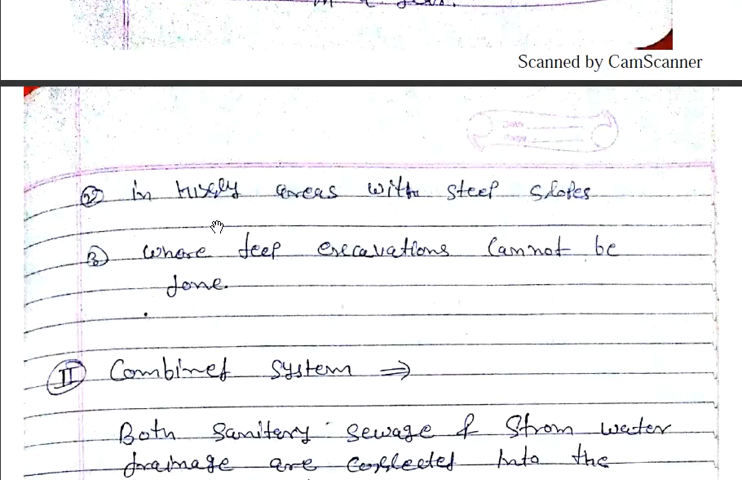 Scanned by CamScanner
② In hilly areas with steep slopes
③ where deep excavations cannot be
done.
Ⅱ Combined system ⇒
Both sanitery sewage & Strom water
drainage are collected into the